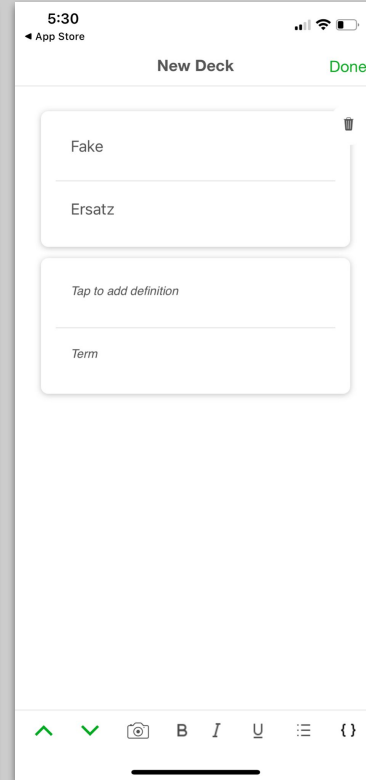 5:30
◀ App Store
New Deck
Done
Fake
Ersatz
Tap to add definition
Term
B I U { }